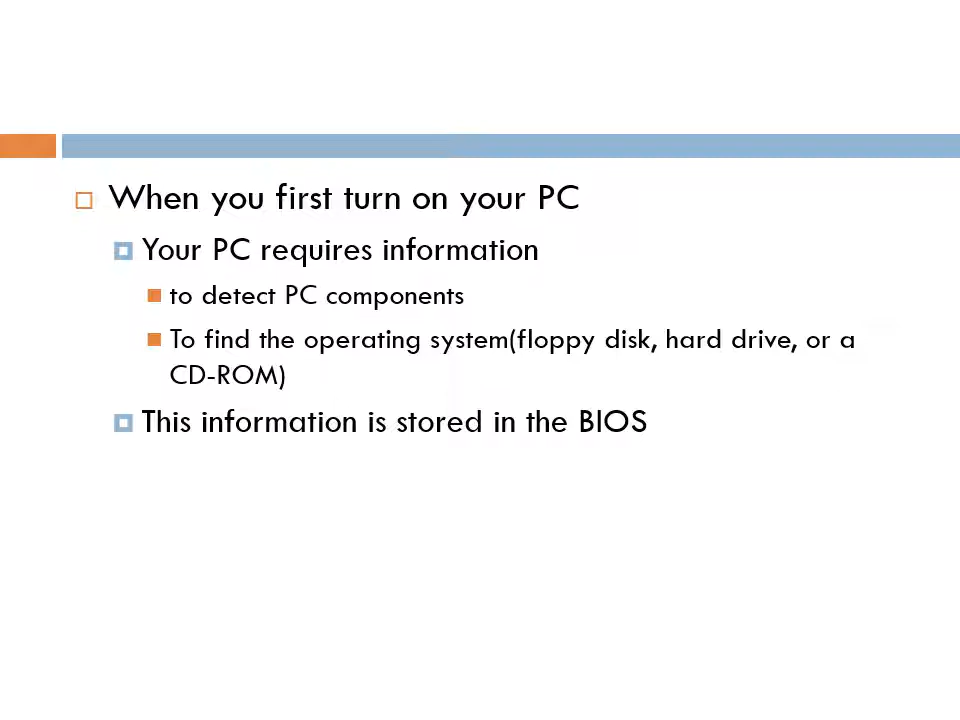 When you first turn on your PC
Your PC requires information
to detect PC components
To find the operating system(floppy disk, hard drive, or a
CD-ROM)
This information is stored in the BIOS